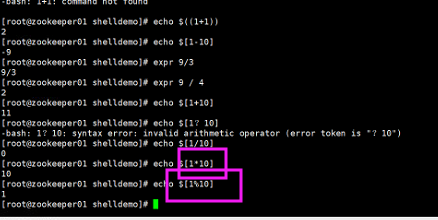 -bash: 1+1: command not found
[root@zookeeper01 shelldemo]# echo $((1+1))
2
[root@zookeeper01 shelldemo]# echo $[1-10]
-9
[root@zookeeper01 shelldemo]# expr 9/3
9/3
[root@zookeeper01 shelldemo]# expr 9 / 4
2
[root@zookeeper01 shelldemo]# echo $[1+10]
11
[root@zookeeper01 shelldemo]# echo $[1? 10]
-bash: 1? 10: syntax error: invalid arithmetic operator (error token is "? 10")
[root@zookeeper01 shelldemo]# echo $[1/10]
0
[root@zookeeper01 shelldemo]# echo $[1*10]
10
[root@zookeeper01 shelldemo]# echo $[1%10]
1
[root@zookeeper01 shelldemo]#